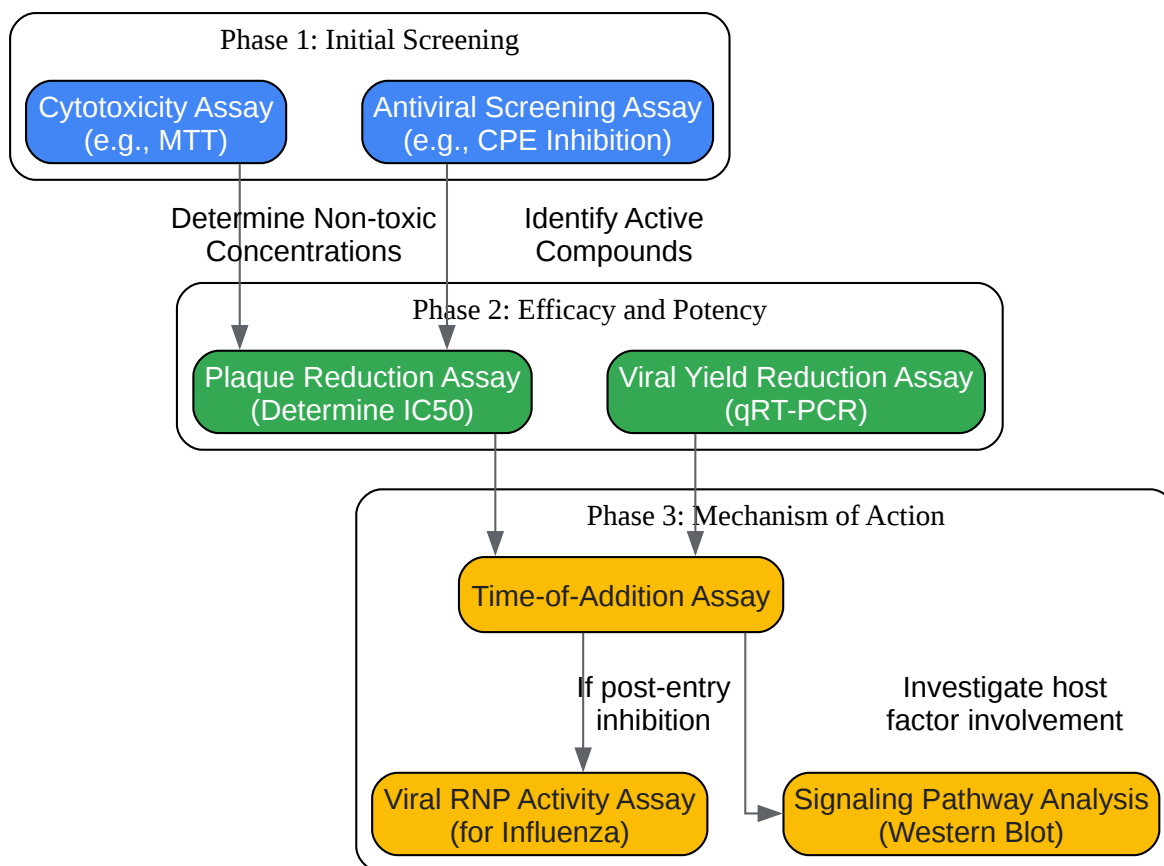 Phase 1: Initial Screening
Cytotoxicity Assay
(e.g., MTT)
Antiviral Screening Assay
(e.g., CPE Inhibition)
Determine Non-toxic
Concentrations
Identify Active
Compounds
Phase 2: Efficacy and Potency
Plaque Reduction Assay
(Determine IC50)
Viral Yield Reduction Assay
(qRT-PCR)
Phase 3: Mechanism of Action
Time-of-Addition Assay
If post-entry
inhibition
Investigate host
factor involvement
Viral RNP Activity Assay
(for Influenza)
Signaling Pathway Analysis
(Western Blot)